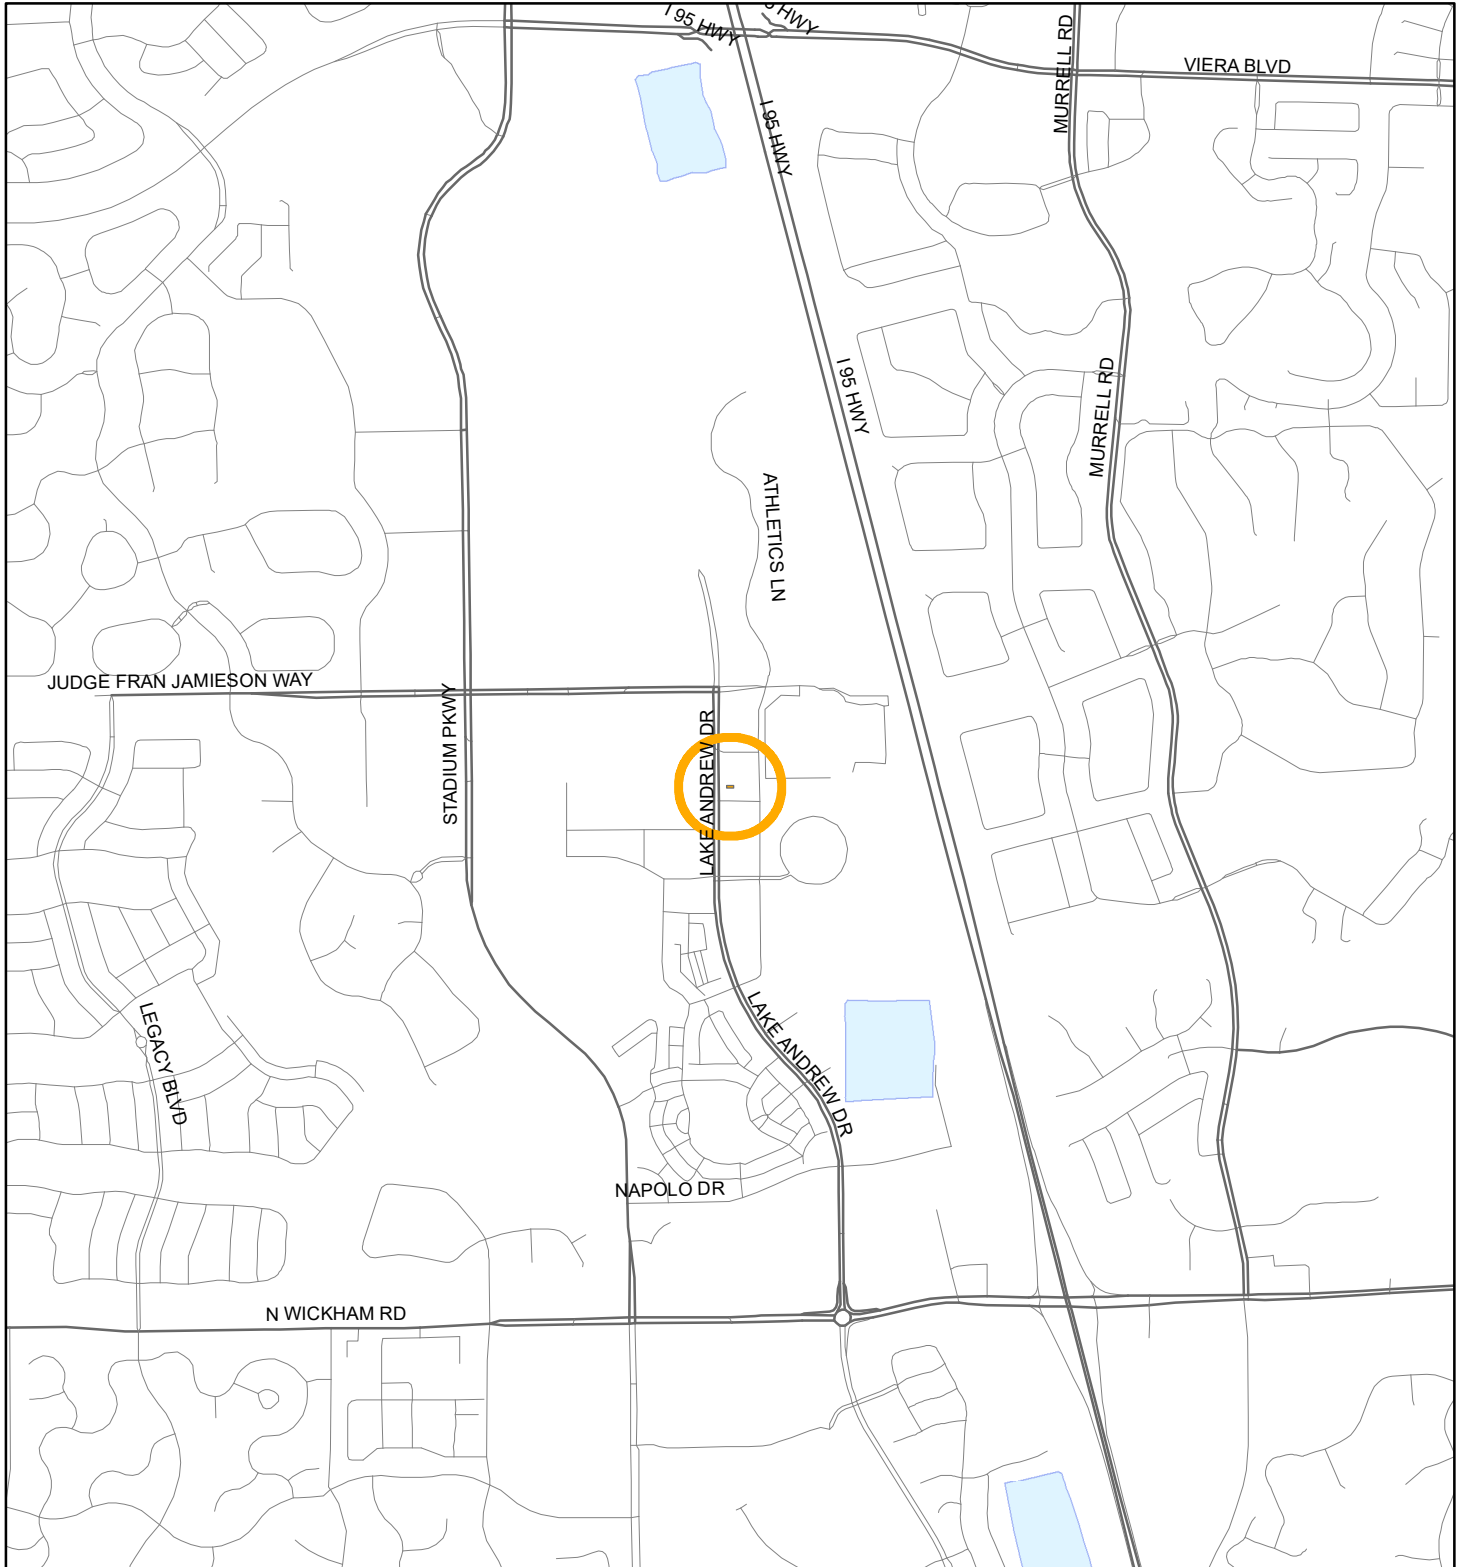 I 95 HWY
HWY
VIERA BLVD
MURRELL RD
I 95 HWY
I 95 HWY
MURRELL RD
ATHLETICS LN
JUDGE FRAN JAMIESON WAY
STADIUM PKWY
LAKE ANDREW DR
LEGACY BLVD
LAKE ANDREW DR
NAPOLO DR
N WICKHAM RD